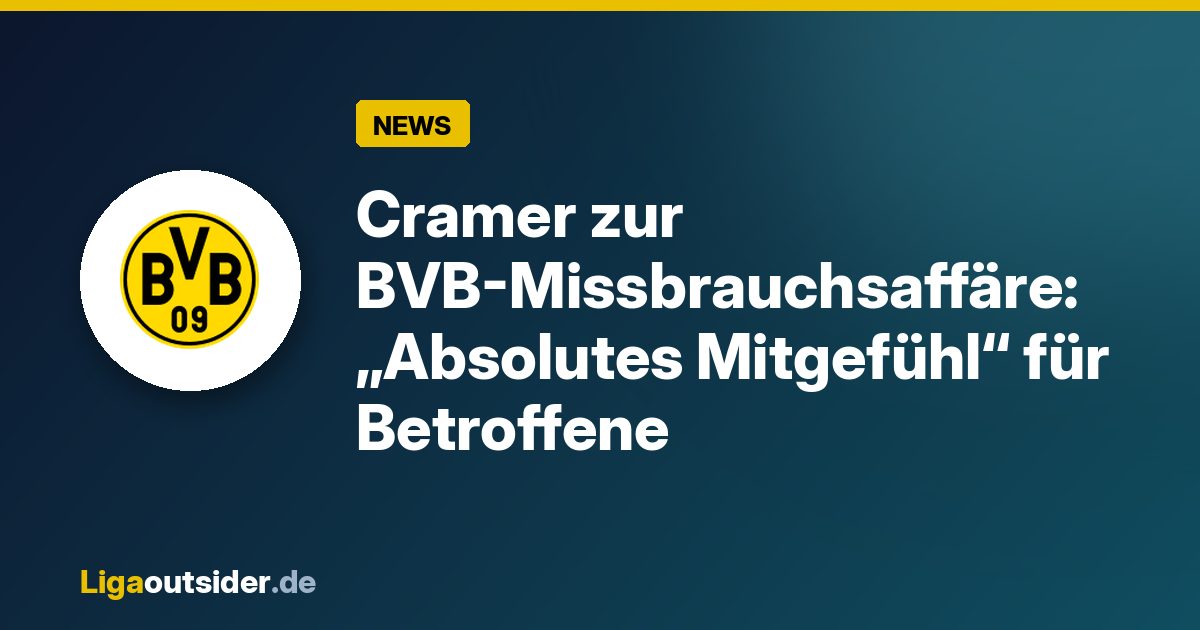 NEWS
Cramer zur
BVB-Missbrauchsaffäre:
„Absolutes Mitgefühl“ für
Betroffene
BVB
09
Ligaoutsider.de